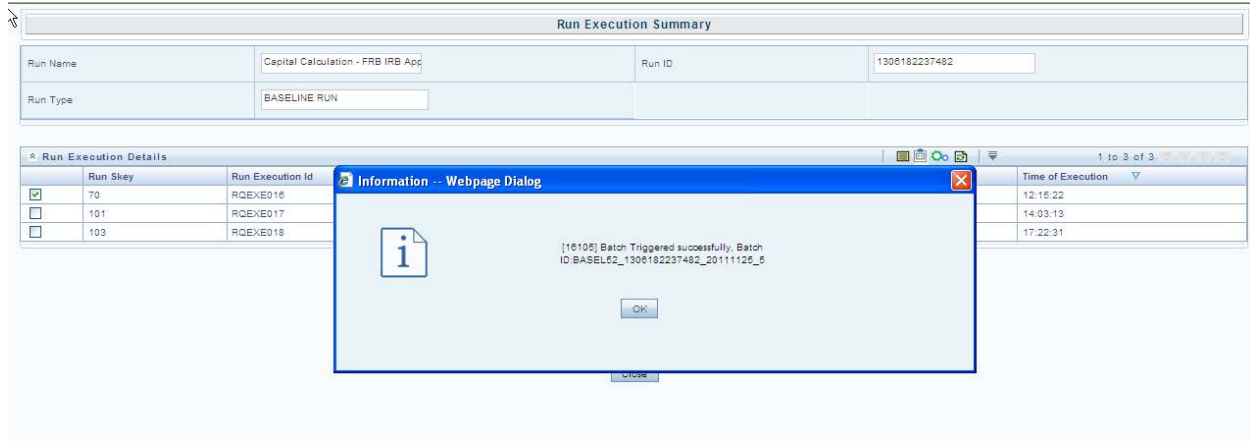 Run Execution Summary
Run Name
Capital Calculation - FRB IRB App
Run ID
1306182237482
Run Type
BASELINE RUN
Run Execution Details
1 to 3 of 3
Run Skey
Run Execution Id
Time of Execution
70
RQEXE016
12:15:22
101
RQEXE017
14:03:13
103
RQEXE018
17:22:31
Information -- Webpage Dialog
[16105] Batch Triggered successfully, Batch
ID:BASEL52_1306182237482_20111125_5
OK
Close